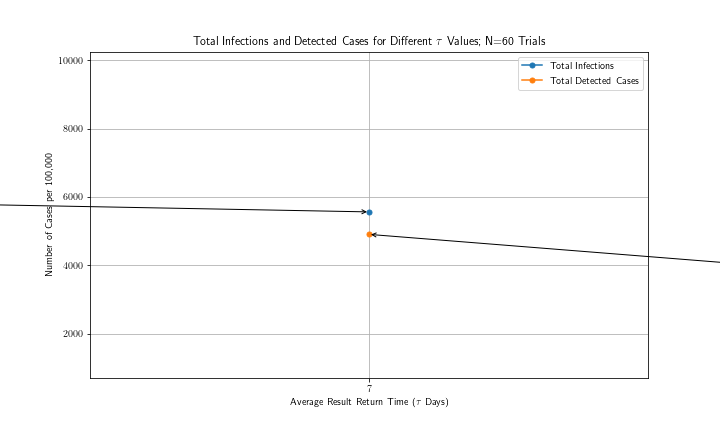 Total Infections and Detected Cases for Different τ Values; N=60 Trials
Total Infections
Total Detected Cases
Number of Cases per 100,000
10000
8000
6000
4000
2000
7
Average Result Return Time (τ Days)